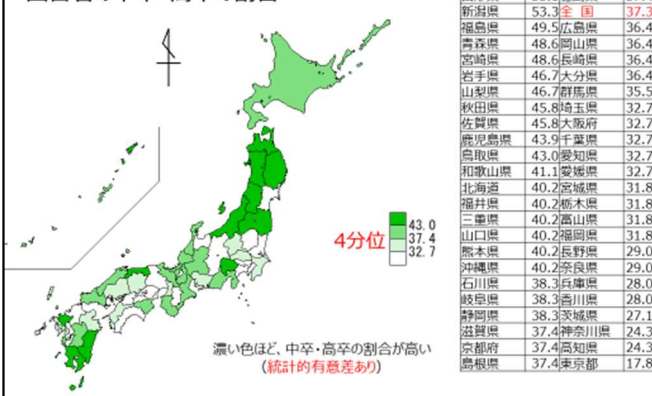 新潟県 53.3 全国 37.3
福島県 49.5 広島県 36.4
青森県 48.6 岡山県 36.4
宮崎県 48.6 長崎県 36.4
岩手県 46.7 大分県 36.4
山梨県 46.7 群馬県 35.5
秋田県 45.8 埼玉県 32.7
佐賀県 45.8 大阪府 32.7
鹿児島県 43.9 千葉県 32.7
鳥取県 43.0 愛知県 32.7
和歌山県 41.1 愛媛県 32.7
北海道 40.2 宮城県 31.8
福井県 40.2 栃木県 31.8
三重県 40.2 富山県 31.8
山口県 40.2 福岡県 31.8
熊本県 40.2 長野県 29.0
沖縄県 40.2 奈良県 29.0
石川県 38.3 兵庫県 28.0
岐阜県 38.3 香川県 28.0
静岡県 38.3 茨城県 27.1
滋賀県 37.4 神奈川県 24.3
京都府 37.4 高知県 24.3
島根県 37.4 東京都 17.8
4分位
43.0
37.4
32.7
濃い色ほど、中卒・高卒の割合が高い
(統計的有意差あり)